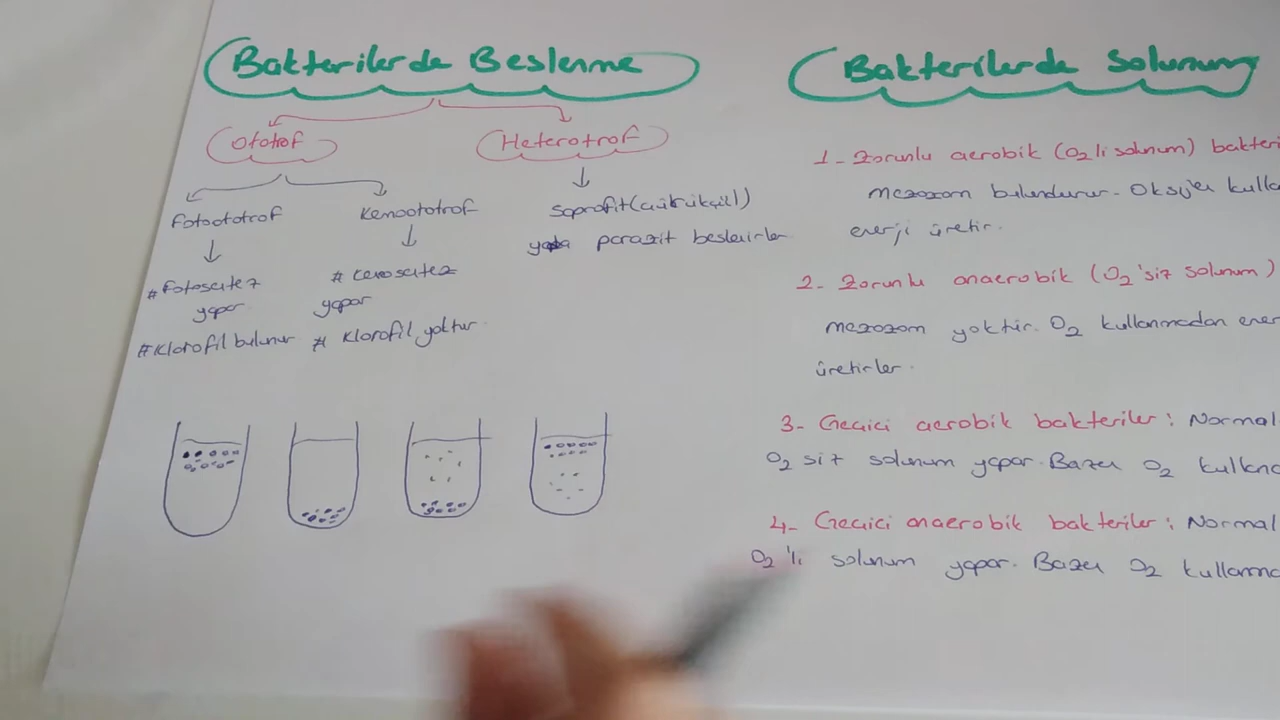 Bakterilerde Beslenme
Ototrof
Heterotrof
Fotoototrof
Kemoototrof
Saprofit (çürükçül)
yada parazit beslenirler
# Fotosentez
yapar
# Klorofil bulunur
# Kemosentez
yapar
# Klorofil yoktur.
Bakterilerde Solunum
1- Zorunlu aerobik (O2 li solunum) bakteri
mezozom bulundurur. Oksijen kulla
enerji üretir.
2- Zorunlu anaerobik (O2 'siz solunum)
mezozom yoktur. O2 kullanmadan ener
üretirler.
3- Geçici aerobik bakteriler: Normal
O2 siz solunum yapar. Bazen O2 kullana
4- Geçici anaerobik bakteriler: Normal
O2 'li solunum yapar. Bazen O2 kullanma